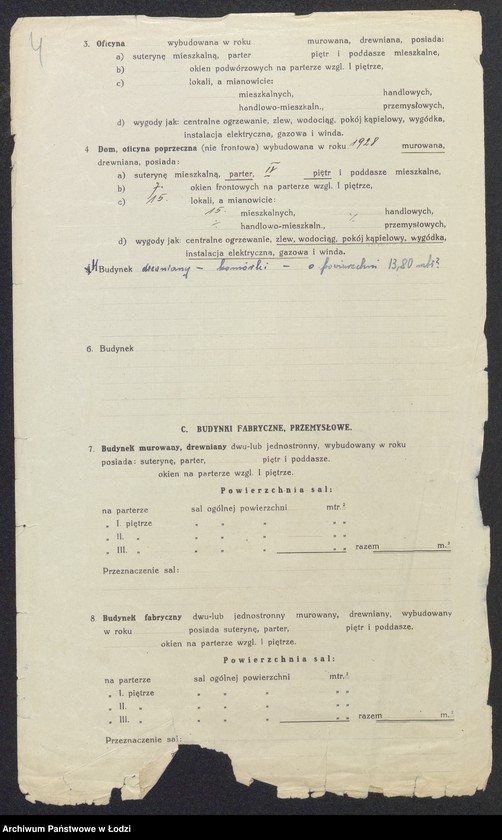 4
3. Oficyna wybudowana w roku murowana, drewniana, posiada:
a) suterynę mieszkalną, parter piętr i poddasze mieszkalne,
b) okien podwórzowych na parterze wzgl. I piętrze.
c) lokali, a mianowicie:
mieszkalnych, handlowych,
handlowo-mieszkaln., przemysłowych,
d) wygody jak: centralne ogrzewanie, zlew, wodociąg, pokój kąpielowy, wygódka,
instalacja elektryczna, gazowa i winda.
4 Dom, oficyna poprzeczna (nie frontowa) wybudowana w roku 1928 murowana,
drewniana, posiada:
a) suterynę mieszkalną, parter, IV piętr i poddasze mieszkalne,
b) 7. okien frontowych na parterze wzgl. I piętrze,
c) 15. lokali, a mianowicie:
15. mieszkalnych, handlowych,
handlowo-mieszkaln., przemysłowych,
d) wygody jak: centralne ogrzewanie, zlew, wodociąg, pokój kąpielowy, wygódka,
instalacja elektryczna, gazowa i winda.
Budynek drewniany – komórki – o powierzchni 13,80 mtr²
6. Budynek
C. BUDYNKI FABRYCZNE, PRZEMYSŁOWE.
7. Budynek murowany, drewniany dwu-lub jednostronny, wybudowany w roku
posiada: suterynę, parter, piętr i poddasze.
okien na parterze wzgl. I piętrze.
Powierzchnia sal:
na parterze sal ogólnej powierzchni mtr.²
„ I. piętrze „ „ „ „ „
„ II. „ „ „ „ „ „
„ III. „ „ „ „ „ „ razem m.²
Przeznaczenie sal:
8 Budynek fabryczny dwu-lub jednostronny murowany, drewniany, wybudowany
w roku posiada suterynę, parter, piętr i poddasze.
okien na parterze wzgl. I piętrze.
Powierzchnia sal:
na parterze sal ogólnej powierzchni mtr.²
„ I. piętrze „ „ „ „ „
„ II. „ „ „ „ „ „
„ III. „ „ „ „ „ „ razem m.²
Przeznaczenie sal:
Archiwum Państwowe w Łodzi